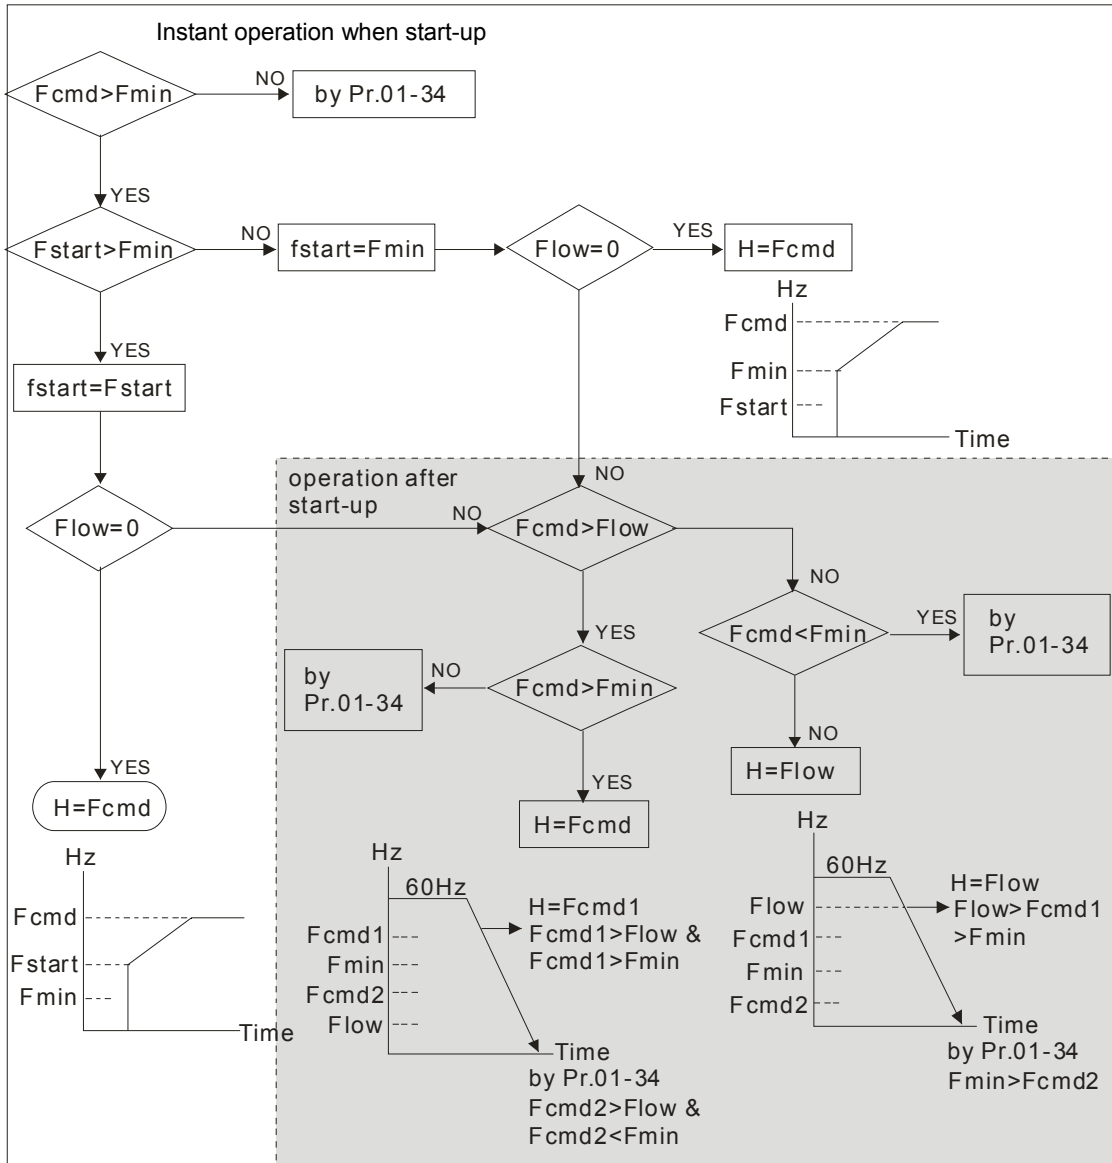 Instant operation when start-up
Fcmd>Fmin
NO
by Pr.01-34
YES
Fstart>Fmin
NO
fstart=Fmin
Flow=0
YES
H=Fcmd
Hz
Fcmd
Fmin
Fstart
Time
YES
fstart=Fstart
NO
operation after
start-up
Flow=0
NO
Fcmd>Flow
NO
YES
Fcmd<Fmin
YES
by
Pr.01-34
by
Pr.01-34
NO
Fcmd>Fmin
NO
H=Flow
YES
H=Fcmd
YES
H=Fcmd
Hz
Fcmd
Fstart
Fmin
Time
Hz
60Hz
Fcmd1
Fmin
Fcmd2
Flow
H=Fcmd1
Fcmd1>Flow &
Fcmd1>Fmin
Time
by Pr.01-34
Fcmd2>Flow &
Fcmd2<Fmin
Hz
60Hz
Flow
Fcmd1
Fmin
Fcmd2
H=Flow
Flow>Fcmd1
>Fmin
Time
by Pr.01-34
Fmin>Fcmd2